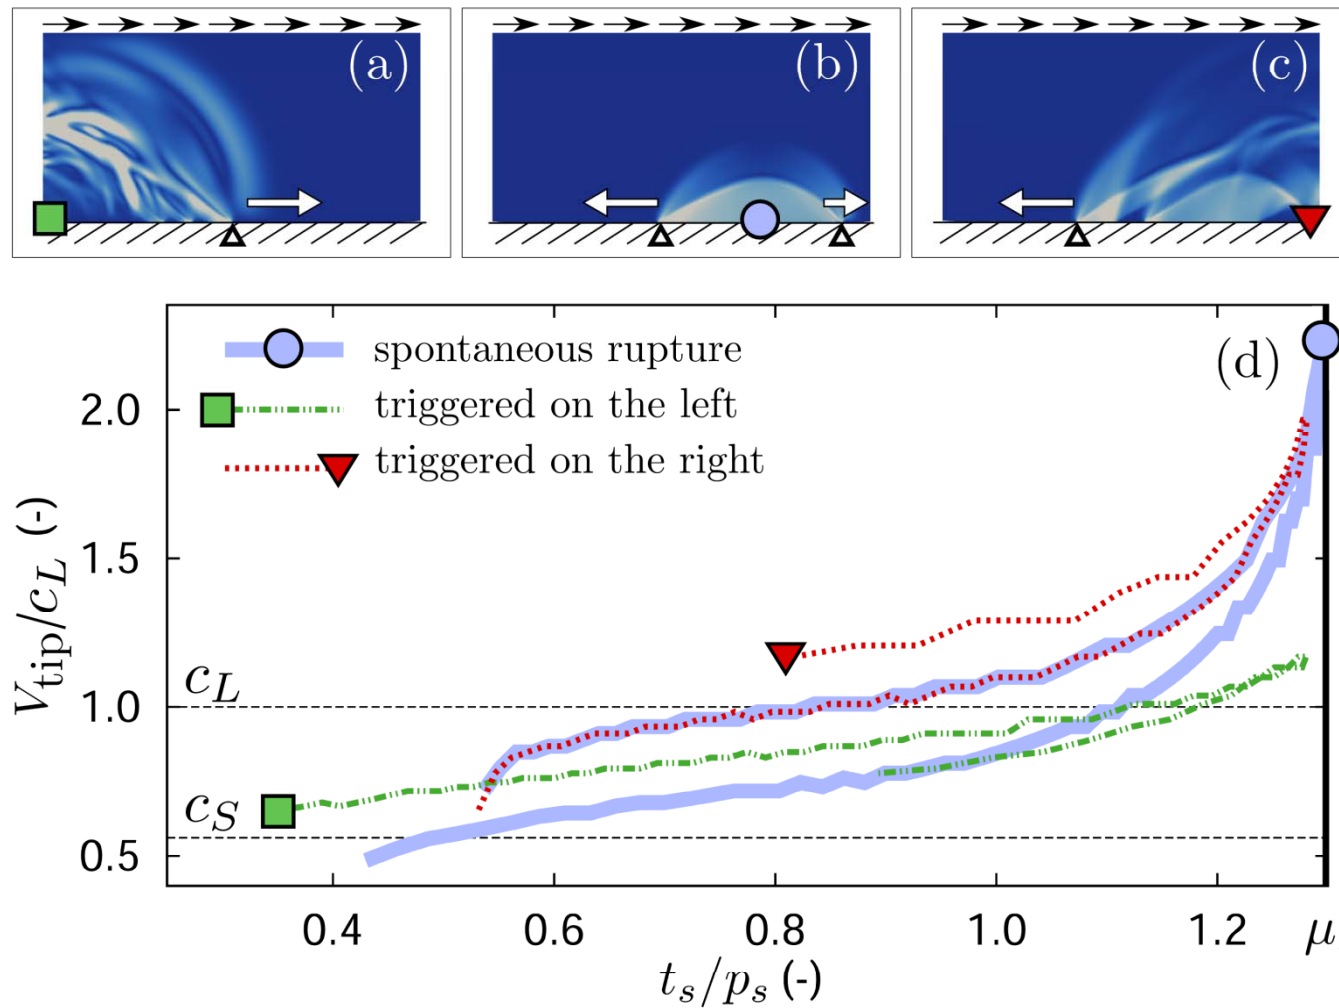 (a)
(b)
(c)
(d)
spontaneous rupture
triggered on the left
triggered on the right
V_tip/c_L (-)
2.0
1.5
1.0
0.5
c_L
c_S
0.4 0.6 0.8 1.0 1.2 μ
t_s/p_s (-)